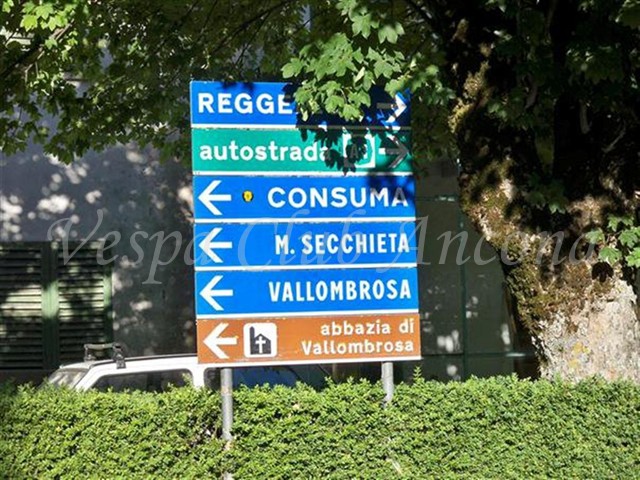 autostrada
CONSUMA
M. SECCHIETA
VALLOMBROSA
abbazia di
Vallombrosa
Vespa Club Ancona